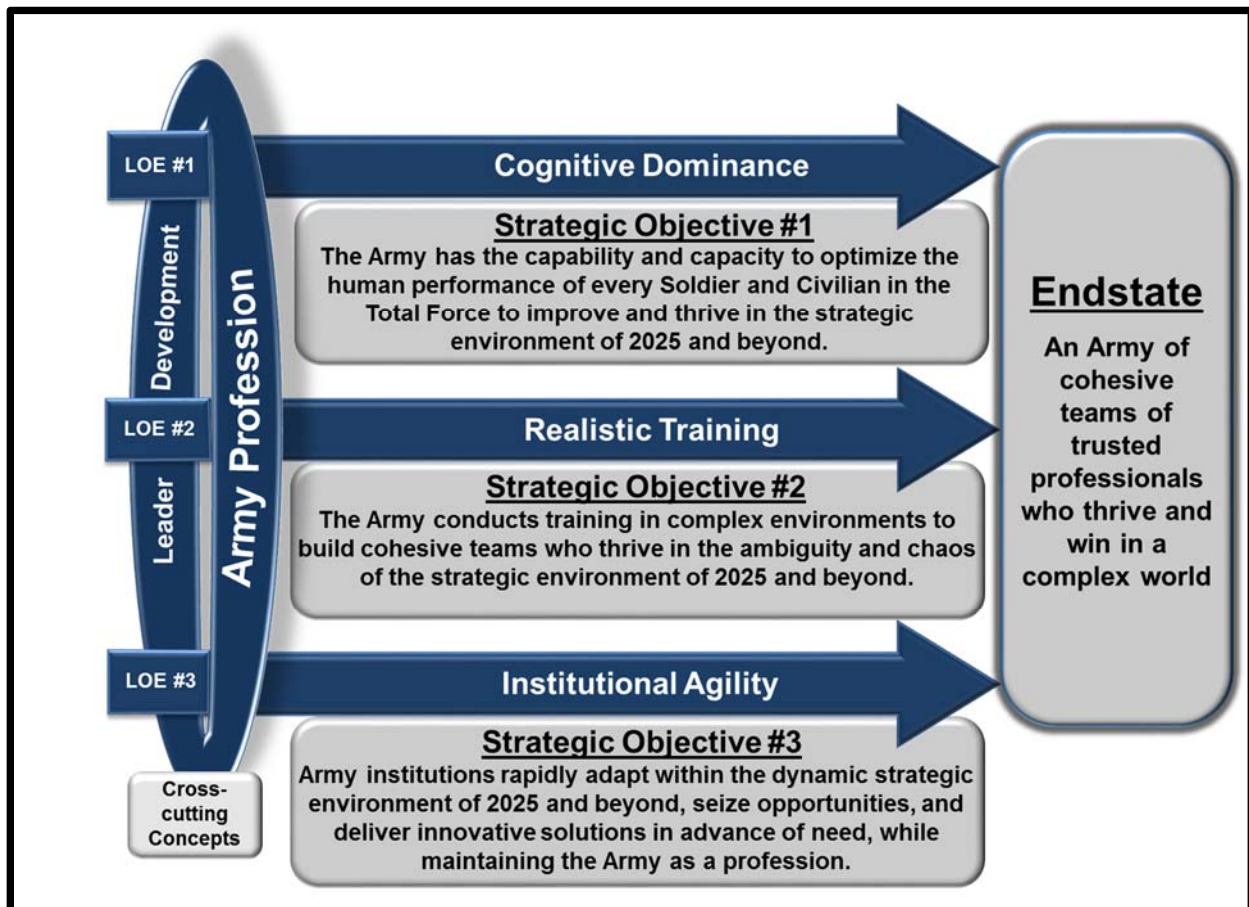 LOE #1
Cognitive Dominance
Strategic Objective #1
The Army has the capability and capacity to optimize the
human performance of every Soldier and Civilian in the
Total Force to improve and thrive in the strategic
environment of 2025 and beyond.
LOE #2
Realistic Training
Strategic Objective #2
The Army conducts training in complex environments to
build cohesive teams who thrive in the ambiguity and chaos
of the strategic environment of 2025 and beyond.
LOE #3
Institutional Agility
Strategic Objective #3
Army institutions rapidly adapt within the dynamic strategic
environment of 2025 and beyond, seize opportunities, and
deliver innovative solutions in advance of need, while
maintaining the Army as a profession.
Leader Development
Army Profession
Cross-
cutting
Concepts
Endstate
An Army of
cohesive
teams of
trusted
professionals
who thrive and
win in a
complex world